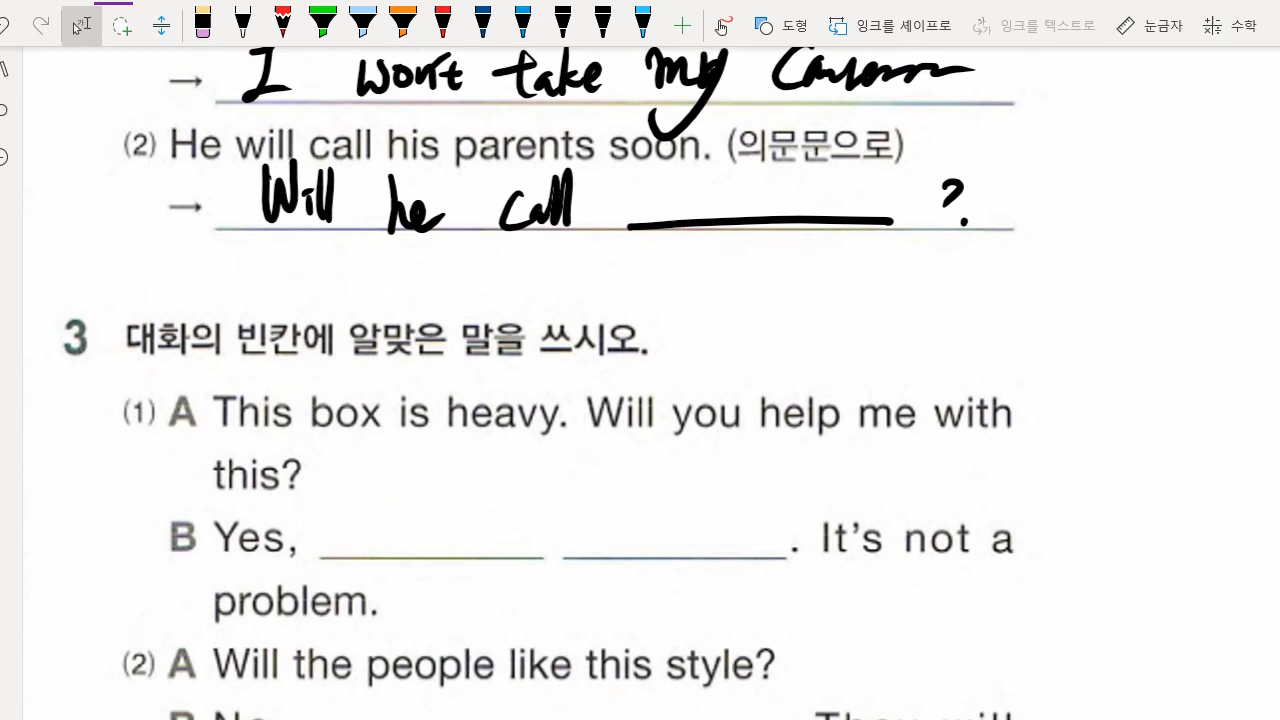 도형 잉크를 셰이프로 잉크를 텍스트로 눈금자 수학
→ I won't take my
(2) He will call his parents soon. (의문문으로)
→ Will he call ?
3 대화의 빈칸에 알맞은 말을 쓰시오.
(1) A This box is heavy. Will you help me with
this?
B Yes, . It's not a
problem.
(2) A Will the people like this style?